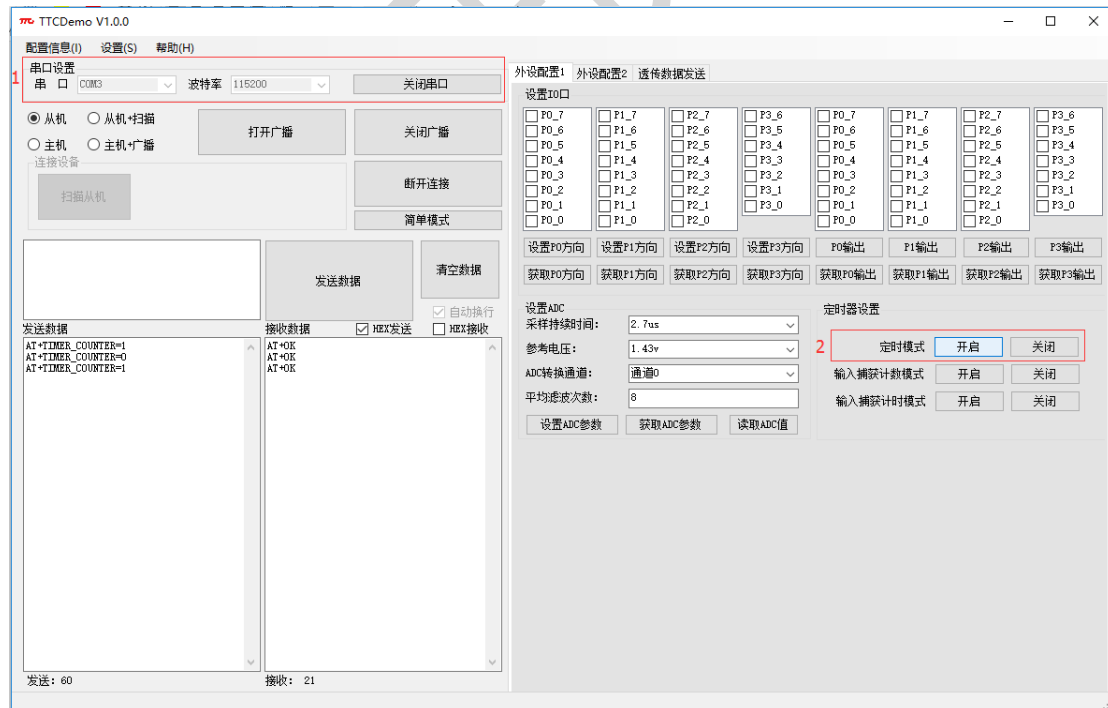 TTCDemo V1.0.0
配置信息(I) 设置(S) 帮助(H)
1
串口设置
串 口 COM3 波特率 115200 关闭串口
从机 从机+扫描
主机 主机+广播
打开广播 关闭广播
连接设备
扫描从机
断开连接
简单模式
发送数据 清空数据
自动换行
发送数据 接收数据 HEX发送 HEX接收
AT+TIMER_COUNTER=1
AT+TIMER_COUNTER=0
AT+TIMER_COUNTER=1
AT+OK
AT+OK
AT+OK
发送: 60 接收: 21
外设配置1 外设配置2 透传数据发送
设置IO口
P0_7 P1_7 P2_7 P3_6 P0_7 P1_7 P2_7 P3_6
P0_6 P1_6 P2_6 P3_5 P0_6 P1_6 P2_6 P3_5
P0_5 P1_5 P2_5 P3_4 P0_5 P1_5 P2_5 P3_4
P0_4 P1_4 P2_4 P3_3 P0_4 P1_4 P2_4 P3_3
P0_3 P1_3 P2_3 P3_2 P0_3 P1_3 P2_3 P3_2
P0_2 P1_2 P2_2 P3_1 P0_2 P1_2 P2_2 P3_1
P0_1 P1_1 P2_1 P3_0 P0_1 P1_1 P2_1 P3_0
P0_0 P1_0 P2_0 P0_0 P1_0 P2_0
设置P0方向 设置P1方向 设置P2方向 设置P3方向 P0输出 P1输出 P2输出 P3输出
获取P0方向 获取P1方向 获取P2方向 获取P3方向 获取P0输出 获取P1输出 获取P2输出 获取P3输出
设置ADC
采样持续时间: 2.7us
参考电压: 1.43v
ADC转换通道: 通道0
平均滤波次数: 8
设置ADC参数 获取ADC参数 读取ADC值
定时器设置
2 定时模式 开启 关闭
输入捕获计数模式 开启 关闭
输入捕获计时模式 开启 关闭